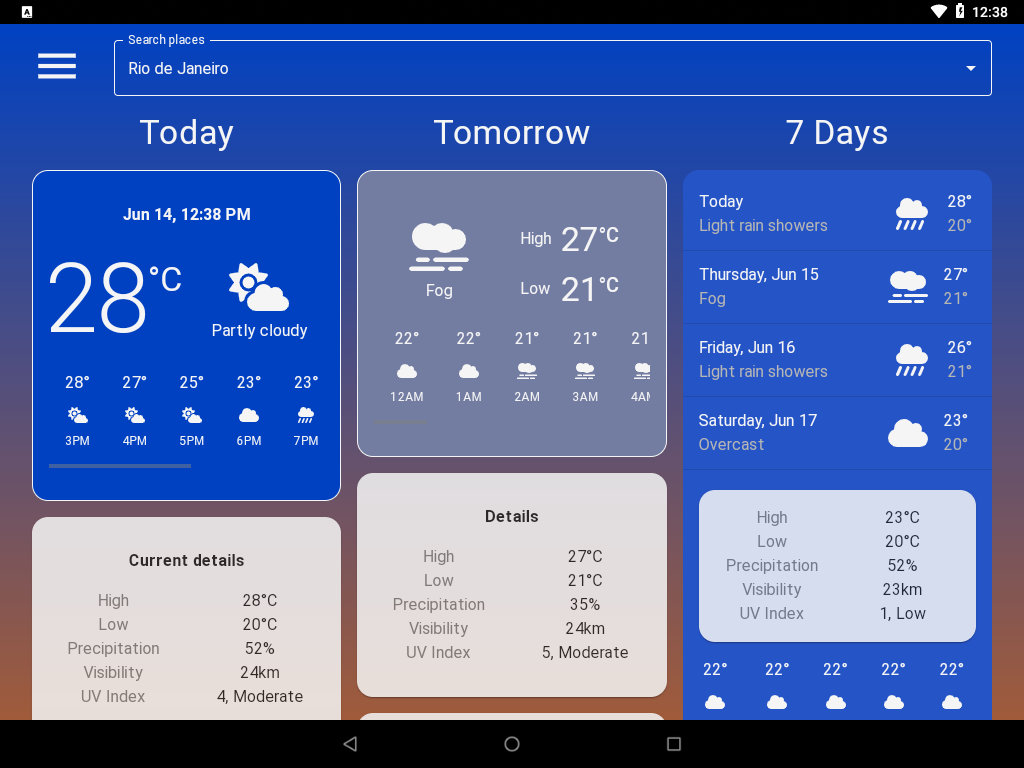 12:38
Search places
Rio de Janeiro
Today
Jun 14, 12:38 PM
28°C
Partly cloudy
28° 27° 25° 23° 23°
3PM 4PM 5PM 6PM 7PM
Current details
High 28°C
Low 20°C
Precipitation 52%
Visibility 24km
UV Index 4, Moderate
Tomorrow
Fog
High 27°C
Low 21°C
22° 22° 21° 21° 21
12AM 1AM 2AM 3AM 4AM
Details
High 27°C
Low 21°C
Precipitation 35%
Visibility 24km
UV Index 5, Moderate
7 Days
Today 28°
Light rain showers 20°
Thursday, Jun 15 27°
Fog 21°
Friday, Jun 16 26°
Light rain showers 21°
Saturday, Jun 17 23°
Overcast 20°
High 23°C
Low 20°C
Precipitation 52%
Visibility 23km
UV Index 1, Low
22° 22° 22° 22° 22°